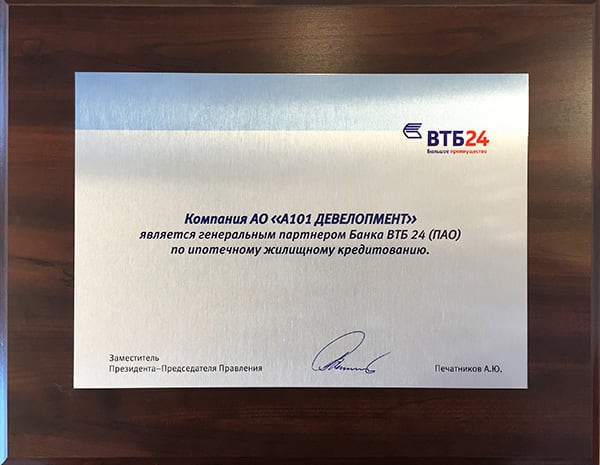 ВТБ24
Большое преимущество
Компания АО «А101 ДЕВЕЛОПМЕНТ»
является генеральным партнером Банка ВТБ 24 (ПАО)
по ипотечному жилищному кредитованию.
Заместитель
Президента–Председателя Правления
Печатников А.Ю.